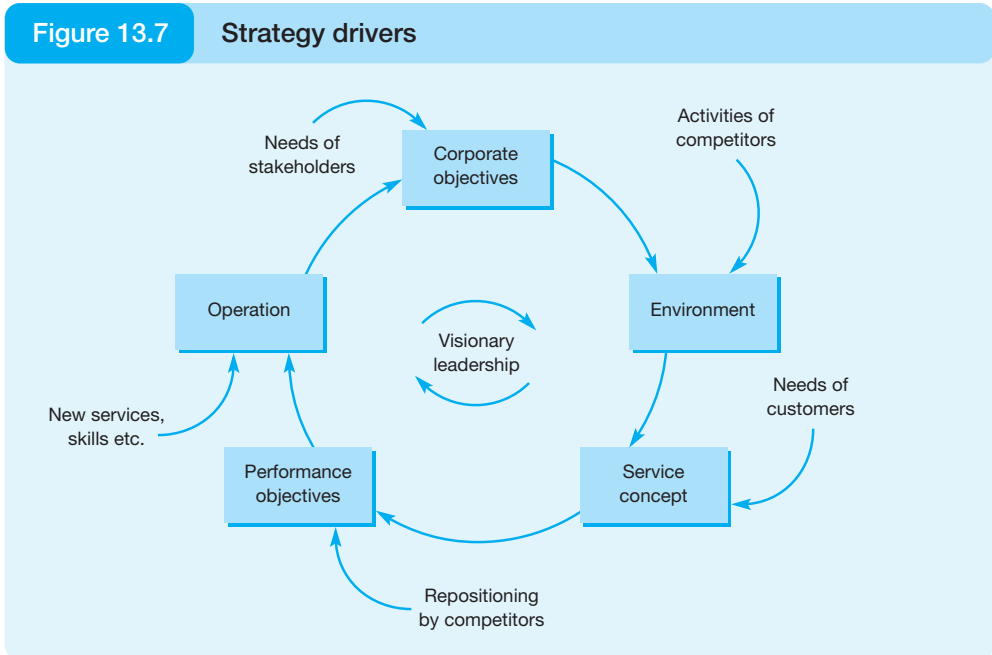 Figure 13.7 Strategy drivers
Activities of
competitors
Needs of
stakeholders
Corporate
objectives
Operation
Environment
Visionary
leadership
Needs of
customers
New services,
skills etc.
Performance
objectives
Service
concept
Repositioning
by competitors